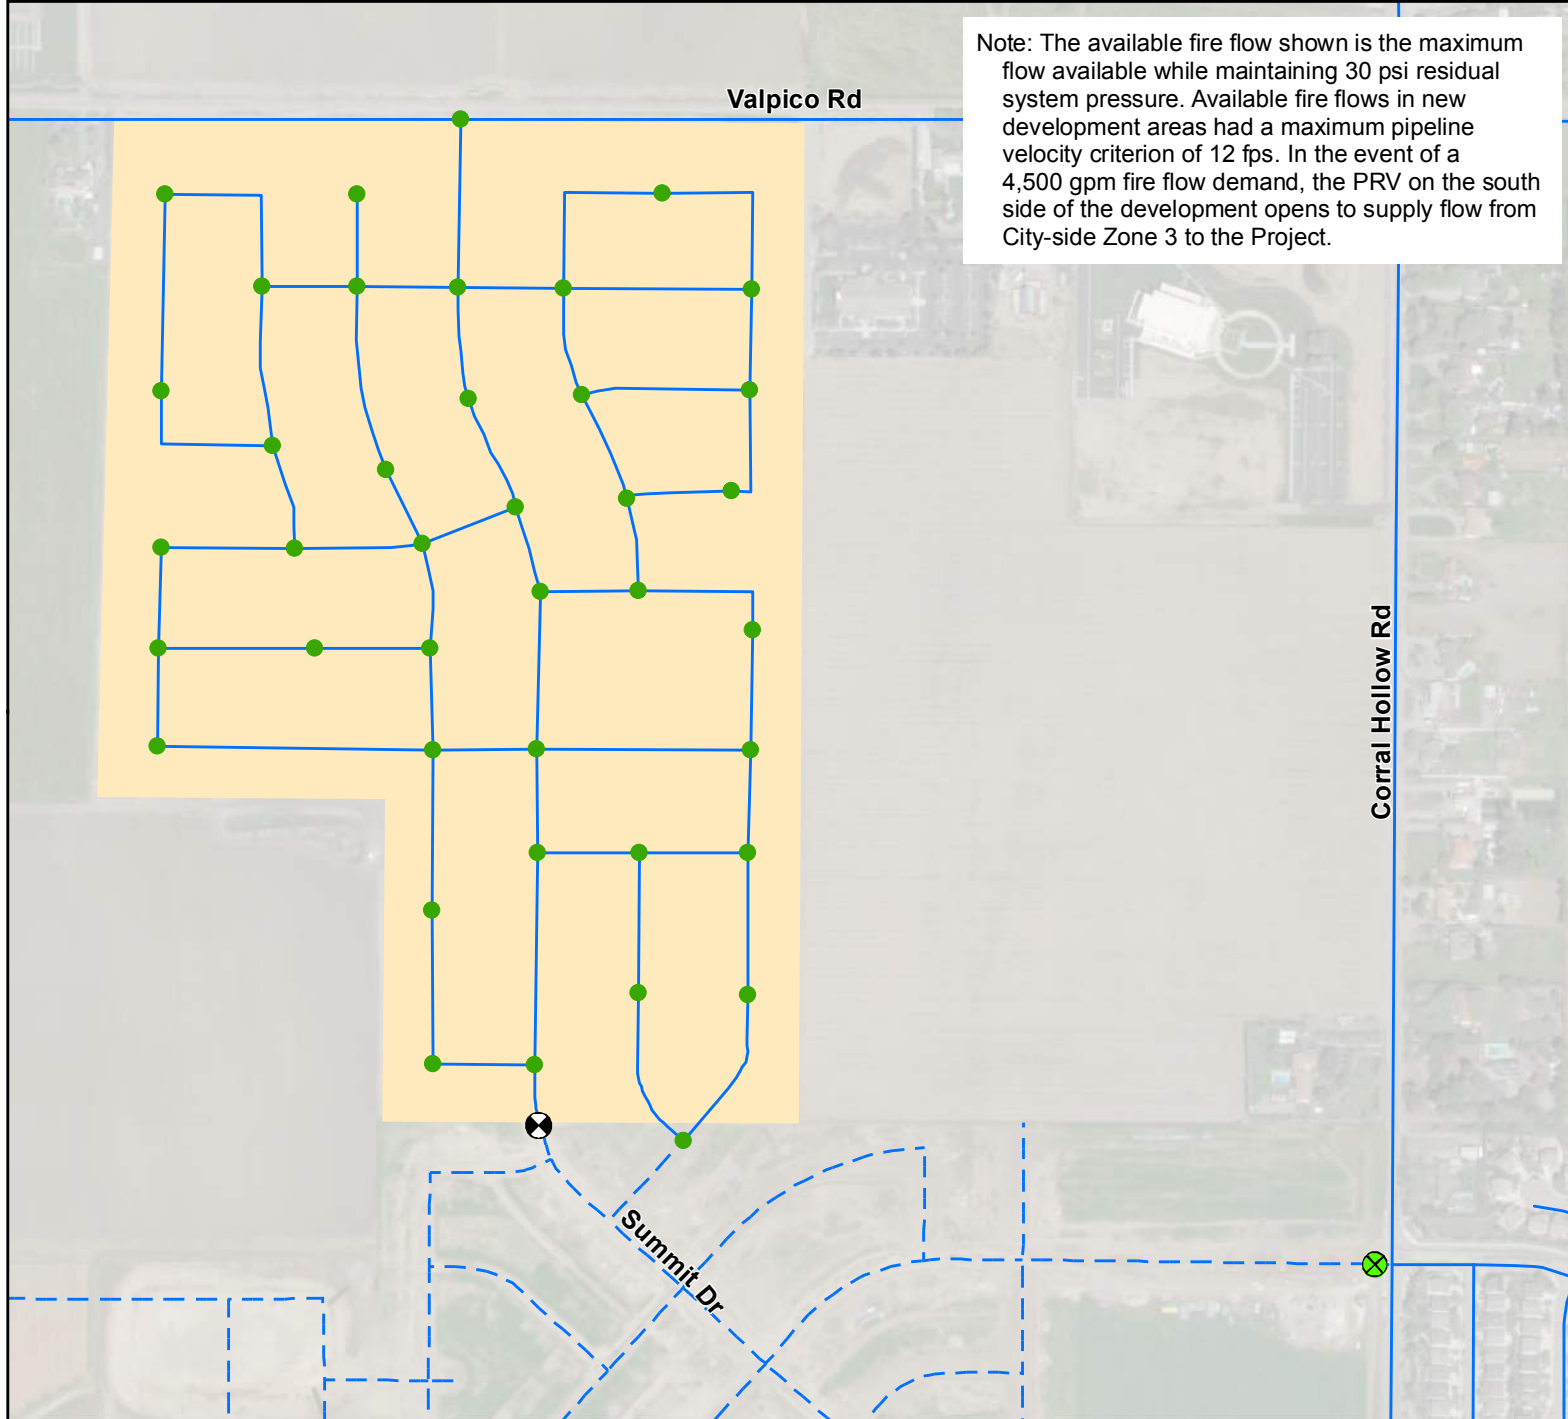 Valpico Rd
Note: The available fire flow shown is the maximum
flow available while maintaining 30 psi residual
system pressure. Available fire flows in new
development areas had a maximum pipeline
velocity criterion of 12 fps. In the event of a
4,500 gpm fire flow demand, the PRV on the south
side of the development opens to supply flow from
City-side Zone 3 to the Project.
Corral Hollow Rd
Summit Dr